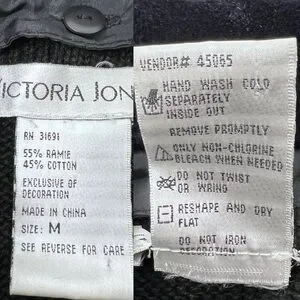 VICTORIA JON
RN 31691
55% RAMIE
45% COTTON
EXCLUSIVE OF
DECORATION
MADE IN CHINA
SIZE: M
SEE REVERSE FOR CARE
VENDOR# 45065
HAND WASH COLD
SEPARATELY
INSIDE OUT
REMOVE PROMPTLY
ONLY NON-CHLORINE
BLEACH WHEN NEEDED
DO NOT TWIST
OR WRING
RESHAPE AND DRY
FLAT
DO NOT IRON
DECORATION